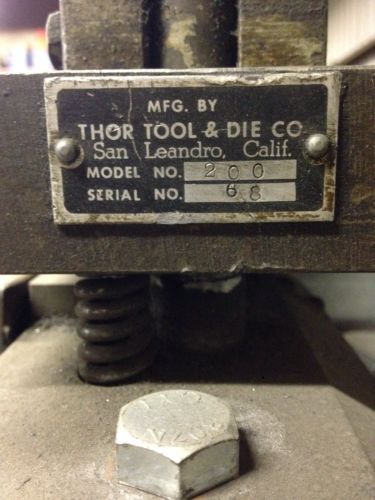 MFG. BY
THOR TOOL & DIE CO
San Leandro, Calif.
MODEL NO. 200
SERIAL NO. 68